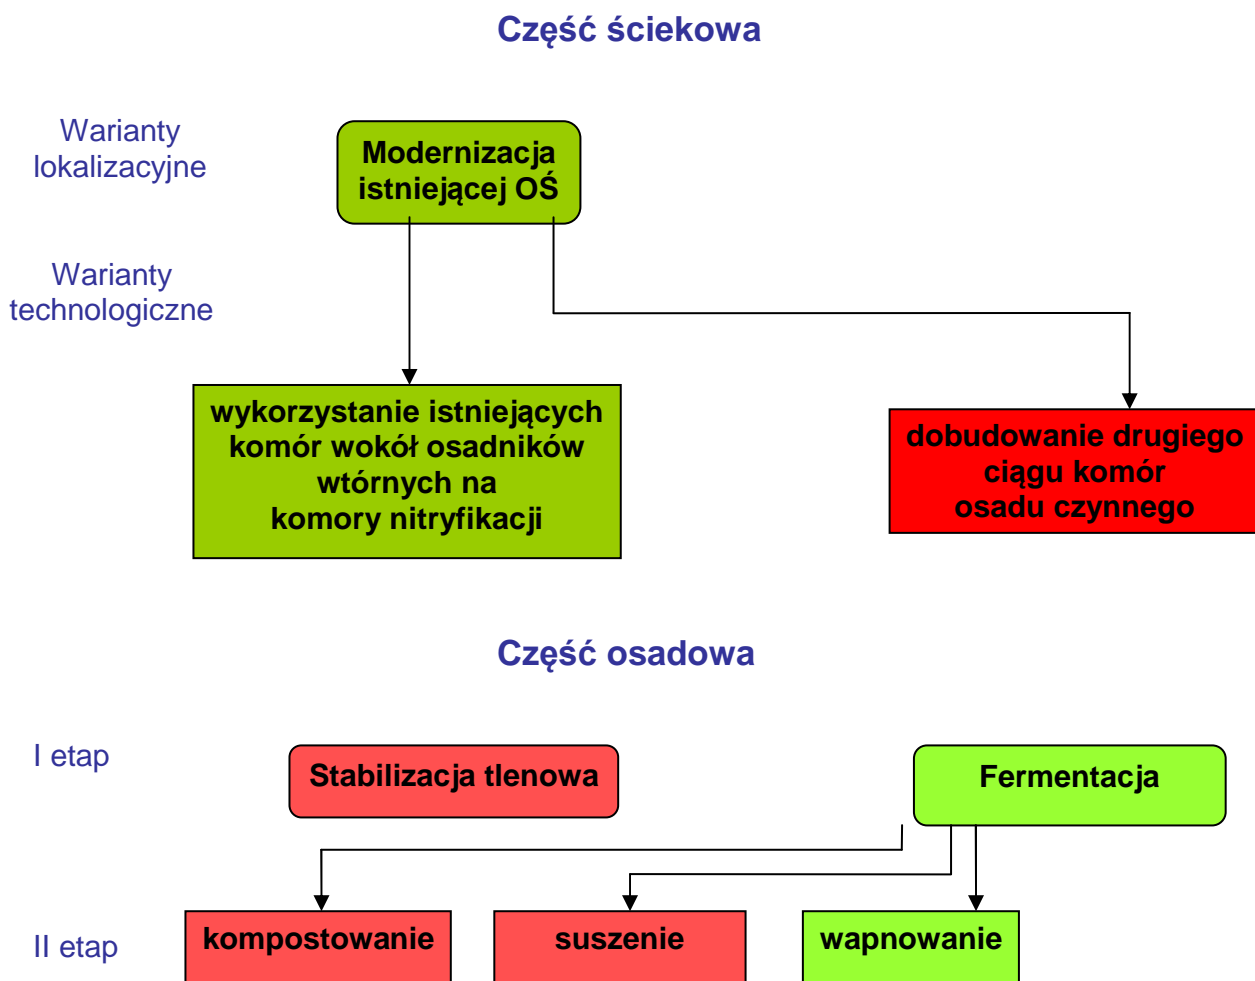 Część ściekowa
Warianty
lokalizacyjne
Modernizacja
istniejącej OŚ
Warianty
technologiczne
wykorzystanie istniejących
komór wokół osadników
wtórnych na
komory nitryfikacji
dobudowanie drugiego
ciągu komór
osadu czynnego
Część osadowa
I etap
Stabilizacja tlenowa
Fermentacja
II etap
kompostowanie
suszenie
wapnowanie